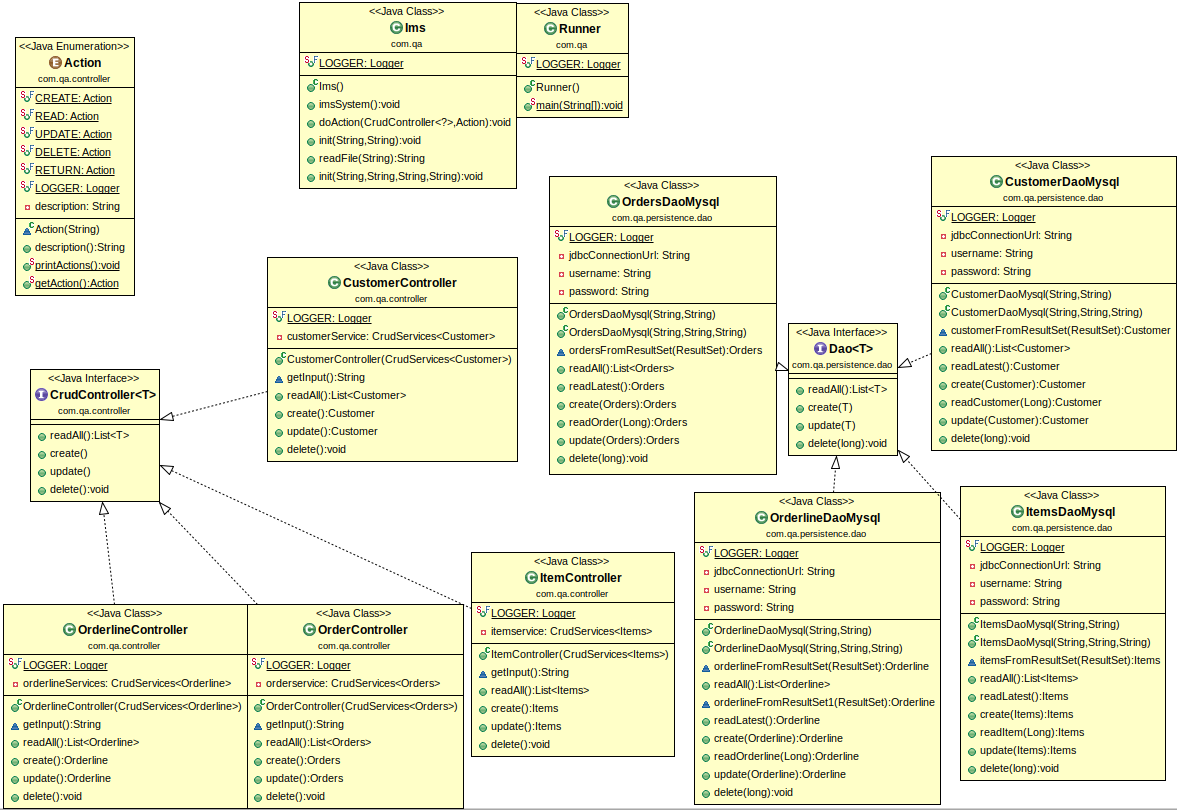 <<Java Enumeration>>
Action
com.qa.controller
CREATE: Action
READ: Action
UPDATE: Action
DELETE: Action
RETURN: Action
LOGGER: Logger
description: String
Action(String)
description():String
printActions():void
getAction():Action
<<Java Class>>
Ims
com.qa
LOGGER: Logger
Ims()
imsSystem():void
doAction(CrudController<?>,Action):void
init(String,String):void
readFile(String):String
init(String,String,String,String):void
<<Java Class>>
Runner
com.qa
LOGGER: Logger
Runner()
main(String[]):void
<<Java Class>>
OrdersDaoMysql
com.qa.persistence.dao
LOGGER: Logger
jdbcConnectionUrl: String
username: String
password: String
OrdersDaoMysql(String,String)
OrdersDaoMysql(String,String,String)
ordersFromResultSet(ResultSet):Orders
readAll():List<Orders>
readLatest():Orders
create(Orders):Orders
readOrder(Long):Orders
update(Orders):Orders
delete(long):void
<<Java Class>>
CustomerDaoMysql
com.qa.persistence.dao
LOGGER: Logger
jdbcConnectionUrl: String
username: String
password: String
CustomerDaoMysql(String,String)
CustomerDaoMysql(String,String,String)
customerFromResultSet(ResultSet):Customer
readAll():List<Customer>
readLatest():Customer
create(Customer):Customer
readCustomer(Long):Customer
update(Customer):Customer
delete(long):void
<<Java Class>>
CustomerController
com.qa.controller
LOGGER: Logger
customerService: CrudServices<Customer>
CustomerController(CrudServices<Customer>)
getInput():String
readAll():List<Customer>
create():Customer
update():Customer
delete():void
<<Java Interface>>
Dao<T>
com.qa.persistence.dao
readAll():List<T>
create(T)
update(T)
delete(long):void
<<Java Interface>>
CrudController<T>
com.qa.controller
readAll():List<T>
create()
update()
delete():void
<<Java Class>>
OrderlineDaoMysql
com.qa.persistence.dao
LOGGER: Logger
jdbcConnectionUrl: String
username: String
password: String
OrderlineDaoMysql(String,String)
OrderlineDaoMysql(String,String,String)
orderlineFromResultSet(ResultSet):Orderline
readAll():List<Orderline>
orderlineFromResultSet1(ResultSet):Orderline
readLatest():Orderline
create(Orderline):Orderline
readOrderline(Long):Orderline
update(Orderline):Orderline
delete(long):void
<<Java Class>>
ItemsDaoMysql
com.qa.persistence.dao
LOGGER: Logger
jdbcConnectionUrl: String
username: String
password: String
ItemsDaoMysql(String,String)
ItemsDaoMysql(String,String,String)
itemsFromResultSet(ResultSet):Items
readAll():List<Items>
readLatest():Items
create(Items):Items
readItem(Long):Items
update(Items):Items
delete(long):void
<<Java Class>>
ItemController
com.qa.controller
LOGGER: Logger
itemservice: CrudServices<Items>
ItemController(CrudServices<Items>)
getInput():String
readAll():List<Items>
create():Items
update():Items
delete():void
<<Java Class>>
OrderlineController
com.qa.controller
LOGGER: Logger
orderlineServices: CrudServices<Orderline>
OrderlineController(CrudServices<Orderline>)
getInput():String
readAll():List<Orderline>
create():Orderline
update():Orderline
delete():void
<<Java Class>>
OrderController
com.qa.controller
LOGGER: Logger
orderservice: CrudServices<Orders>
OrderController(CrudServices<Orders>)
getInput():String
readAll():List<Orders>
create():Orders
update():Orders
delete():void